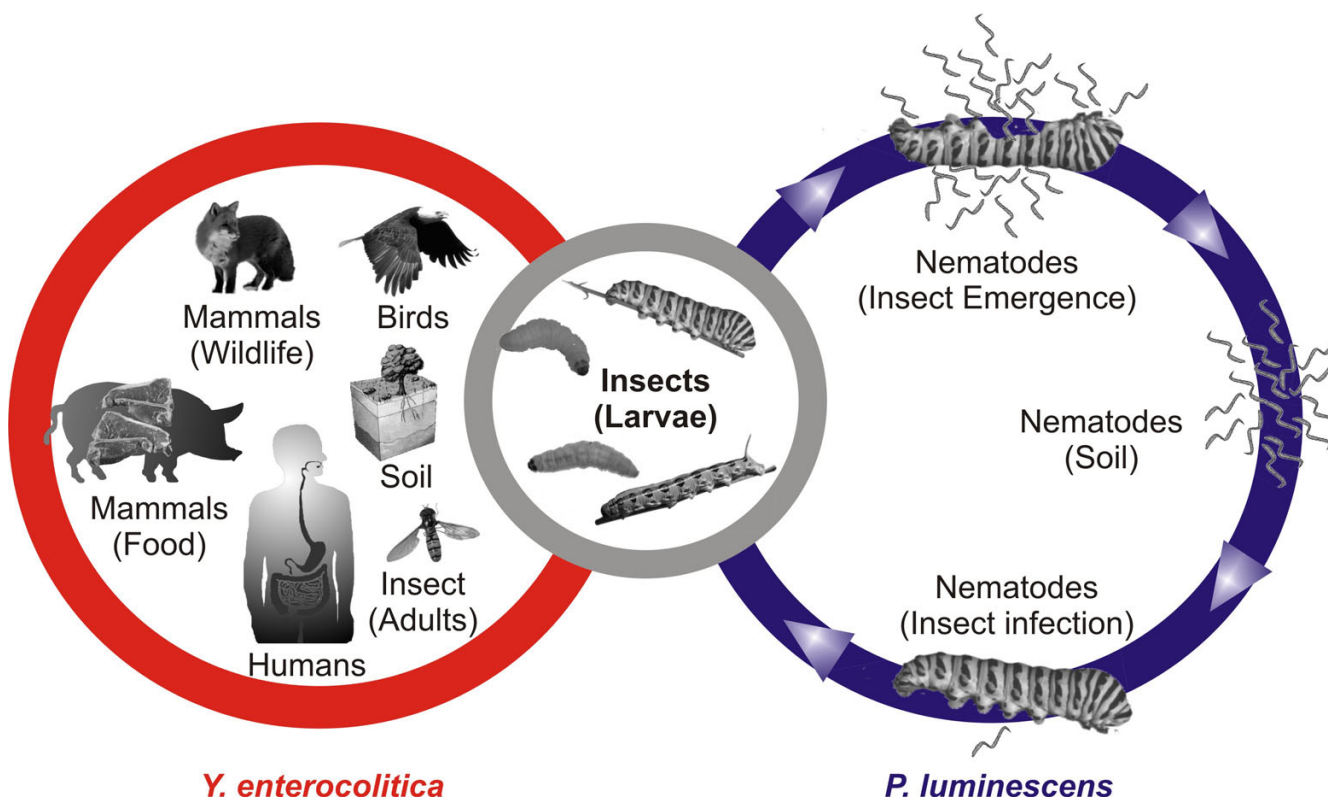 Mammals
(Wildlife)
Birds
Mammals
(Food)
Soil
Insect
(Adults)
Humans
Insects
(Larvae)
Nematodes
(Insect Emergence)
Nematodes
(Soil)
Nematodes
(Insect infection)
Y. enterocolitica
P. luminescens